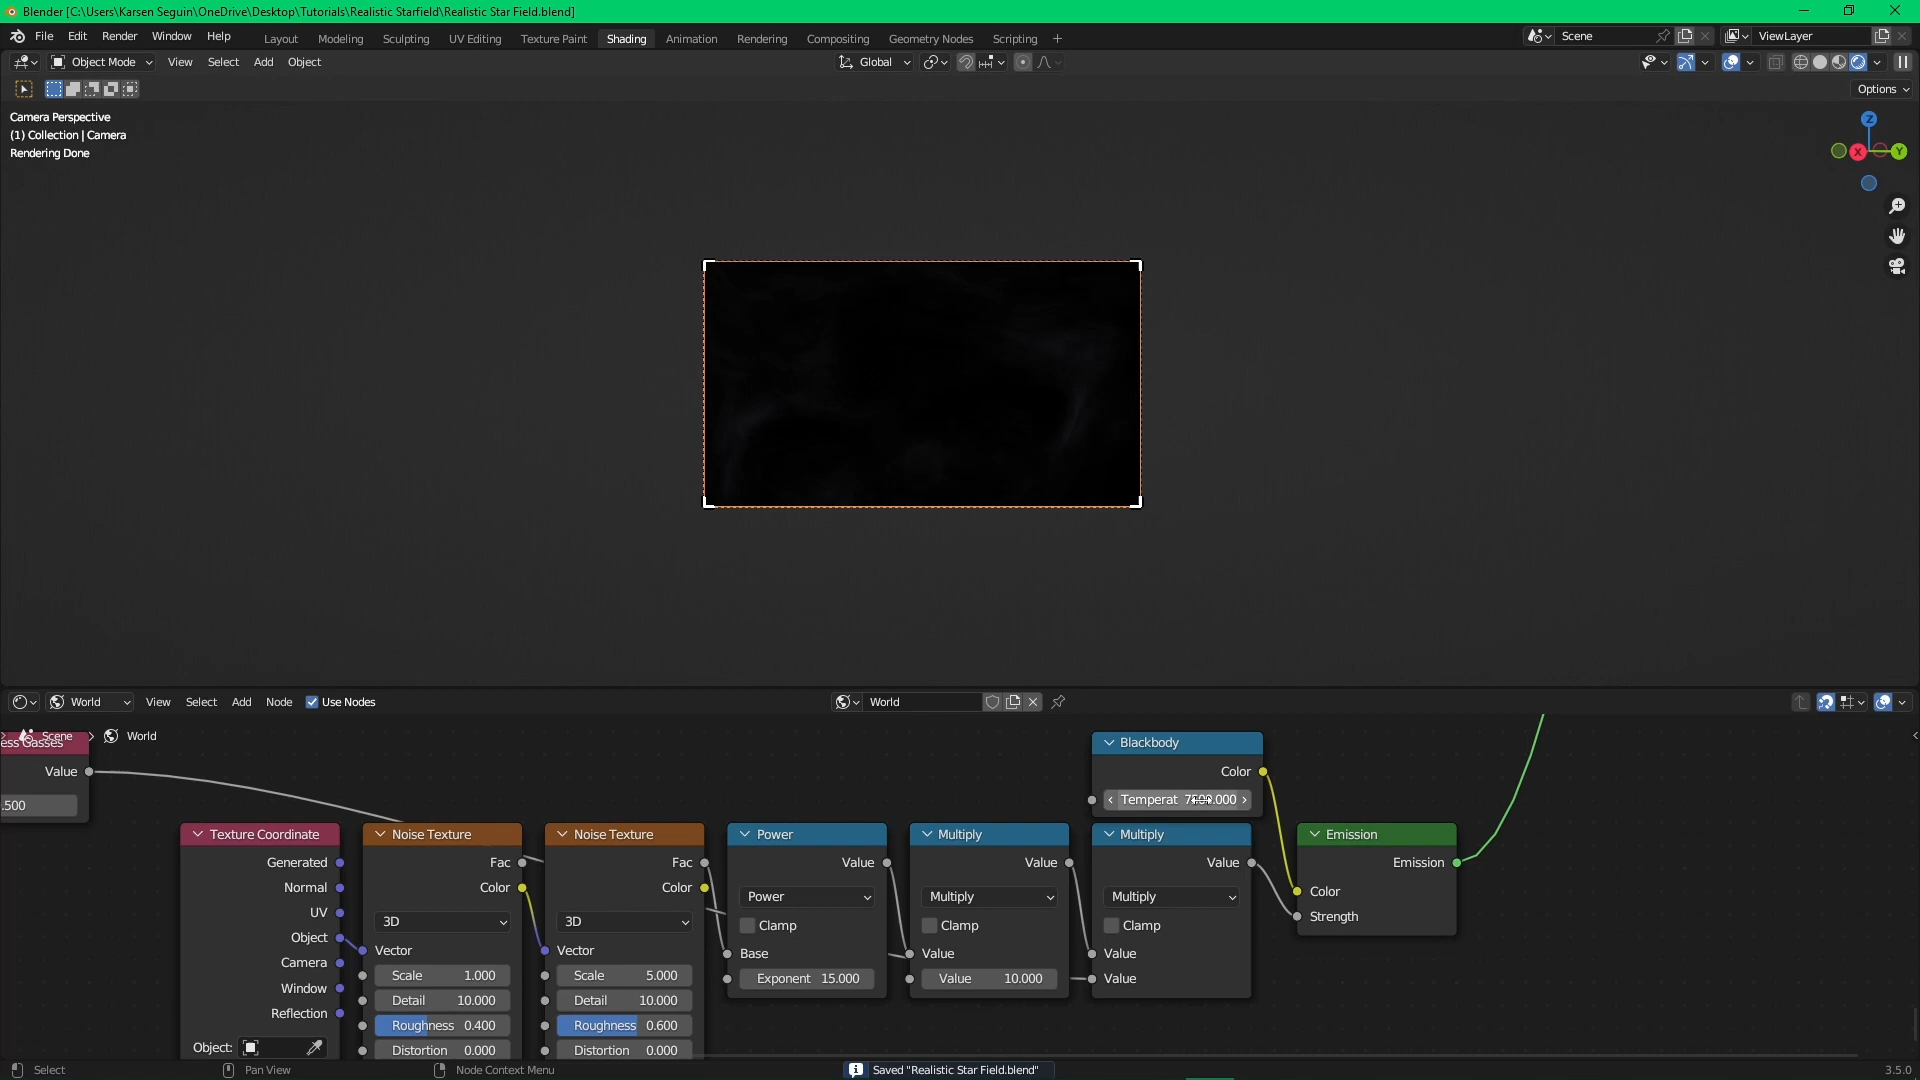 Blender [C:\Users\Karsen Seguin\OneDrive\Desktop\Tutorials\Realistic Starfield\Realistic Star Field.blend]
File Edit Render Window Help Layout Modeling Sculpting UV Editing Texture Paint Shading Animation Rendering Compositing Geometry Nodes Scripting + Scene ViewLayer
Object Mode View Select Add Object Global
Options
Camera Perspective
(1) Collection | Camera
Rendering Done
Z
X Y
World View Select Add Node Use Nodes World
Scene > World
ess Gasses
Value
.500
Blackbody
Color
Temperat
Texture Coordinate
Generated
Normal
UV
Object
Camera
Window
Reflection
Object:
Noise Texture
Fac
Color
3D
Vector
Scale 1.000
Detail 10.000
Roughness 0.400
Distortion 0.000
Noise Texture
Fac
Color
3D
Vector
Scale 5.000
Detail 10.000
Roughness 0.600
Distortion 0.000
Power
Value
Power
Clamp
Base
Exponent 15.000
Multiply
Value
Multiply
Clamp
Value
Value 10.000
Multiply
Value
Multiply
Clamp
Value
Value
Emission
Emission
Color
Strength
Select Pan View Node Context Menu Saved "Realistic Star Field.blend" 3.5.0